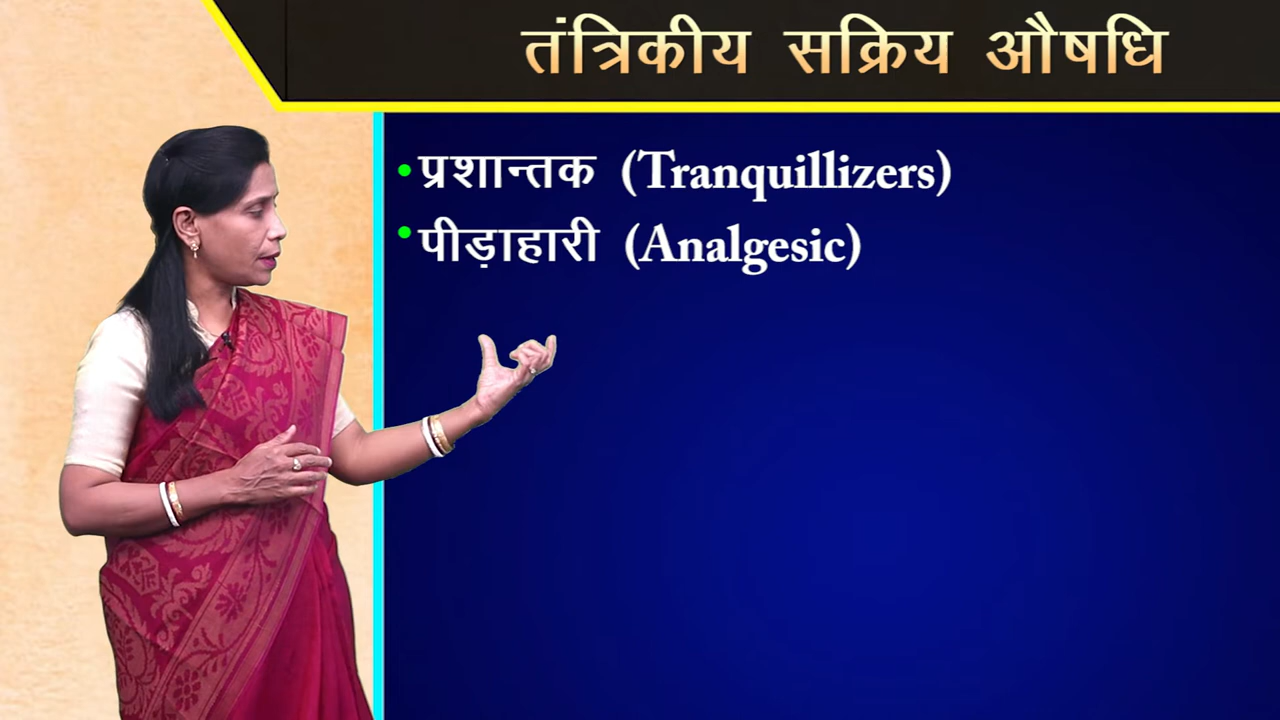 तंत्रिकीय सक्रिय औषधि
• प्रशान्तक (Tranquillizers)
• पीड़ाहारी (Analgesic)